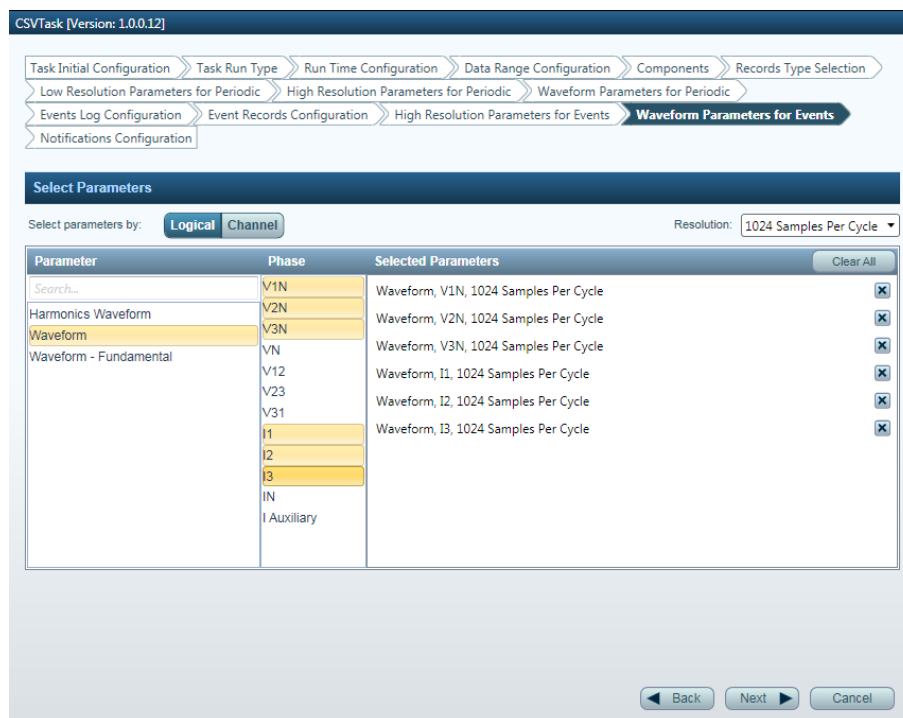 CSVTask [Version: 1.0.0.12]
Task Initial Configuration Task Run Type Run Time Configuration Data Range Configuration Components Records Type Selection
Low Resolution Parameters for Periodic High Resolution Parameters for Periodic Waveform Parameters for Periodic
Events Log Configuration Event Records Configuration High Resolution Parameters for Events Waveform Parameters for Events
Notifications Configuration
Select Parameters
Select parameters by: Logical Channel Resolution: 1024 Samples Per Cycle
Parameter Phase Selected Parameters Clear All
Search...
Harmonics Waveform
Waveform
Waveform - Fundamental
V1N
V2N
V3N
VN
V12
V23
V31
I1
I2
I3
IN
I Auxiliary
Waveform, V1N, 1024 Samples Per Cycle
Waveform, V2N, 1024 Samples Per Cycle
Waveform, V3N, 1024 Samples Per Cycle
Waveform, I1, 1024 Samples Per Cycle
Waveform, I2, 1024 Samples Per Cycle
Waveform, I3, 1024 Samples Per Cycle
Back Next Cancel